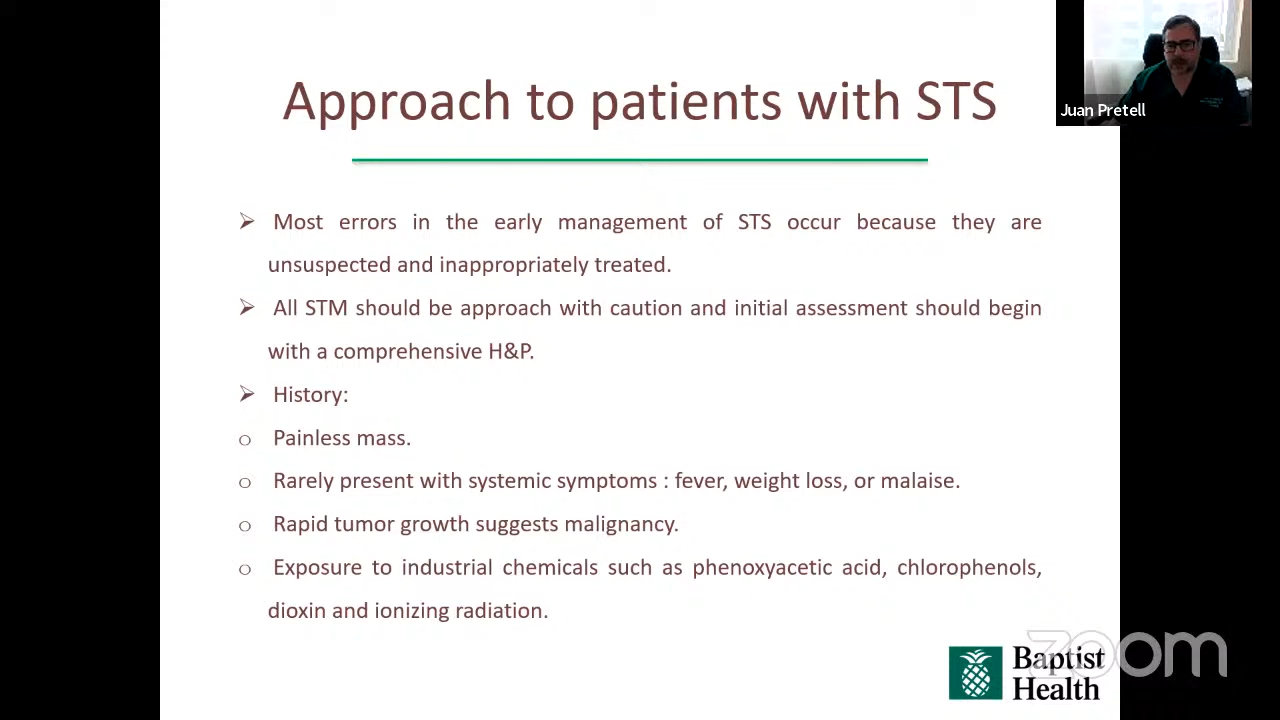 Approach to patients with STS
Juan Pretell
➢ Most errors in the early management of STS occur because they are
unsuspected and inappropriately treated.
➢ All STM should be approach with caution and initial assessment should begin
with a comprehensive H&P.
➢ History:
o Painless mass.
o Rarely present with systemic symptoms : fever, weight loss, or malaise.
o Rapid tumor growth suggests malignancy.
o Exposure to industrial chemicals such as phenoxyacetic acid, chlorophenols,
dioxin and ionizing radiation.
zoom
Baptist
Health